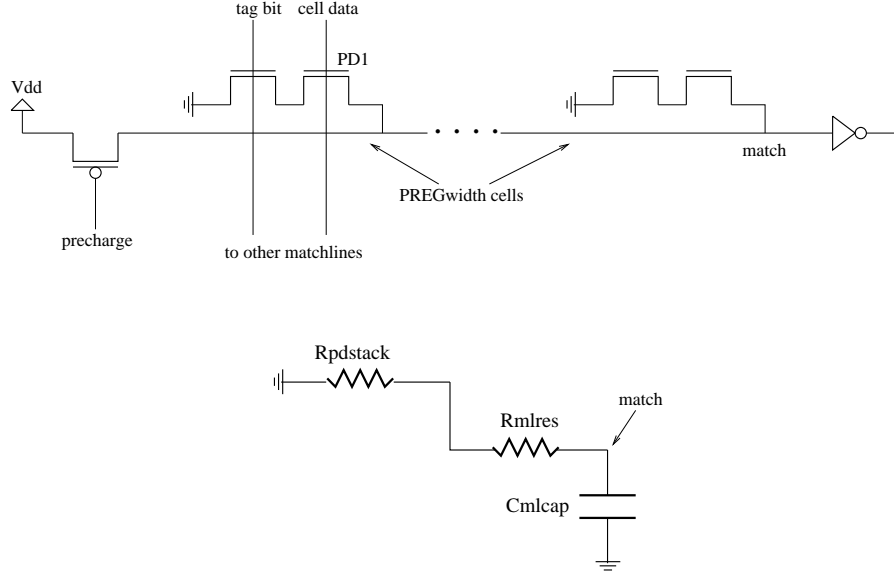 tag bit
cell data
PD1
Vdd
match
PREGwidth cells
precharge
to other matchlines
Rpdstack
match
Rmlres
Cmlcap